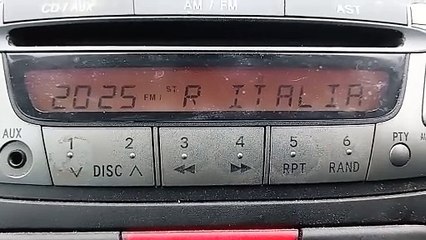 CD / AUX AM / FM AST
2025 FM I ST R ITALIA
AUX 1 2 3 4 5 6 PTY
DISC RPT RAND